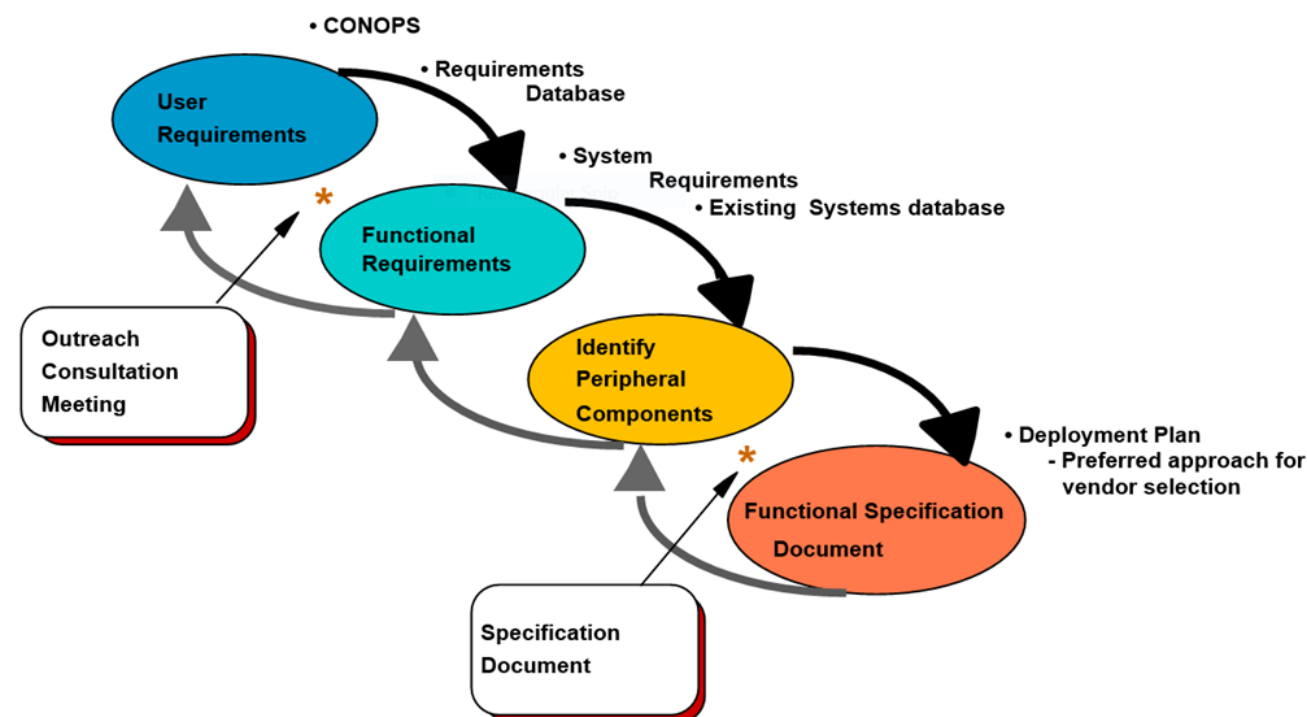 • CONOPS
• Requirements
Database
User
Requirements
• System
Requirements
• Existing  Systems database
*
Functional
Requirements
Outreach
Consultation
Meeting
Identify
Peripheral
Components
• Deployment Plan
- Preferred approach for
vendor selection
*
Functional Specification
Document
Specification
Document